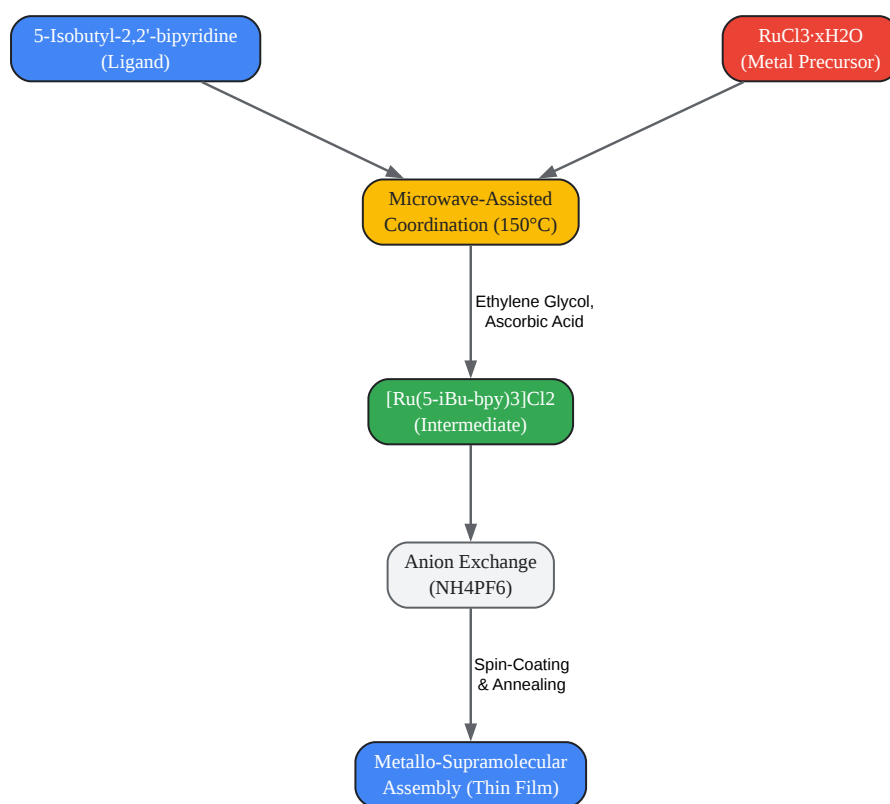 5-Isobutyl-2,2'-bipyridine
(Ligand)
RuCl3·xH2O
(Metal Precursor)
Microwave-Assisted
Coordination (150°C)
Ethylene Glycol,
Ascorbic Acid
[Ru(5-iBu-bpy)3]Cl2
(Intermediate)
Anion Exchange
(NH4PF6)
Spin-Coating
& Annealing
Metallo-Supramolecular
Assembly (Thin Film)